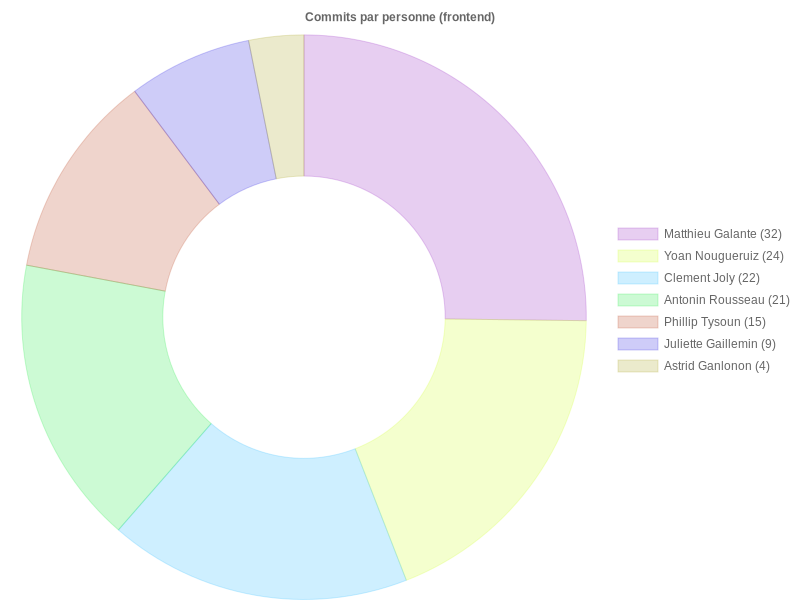 Commits par personne (frontend)
Matthieu Galante (32)
Yoan Nougueruiz (24)
Clement Joly (22)
Antonin Rousseau (21)
Phillip Tysoun (15)
Juliette Gaillemin (9)
Astrid Ganlonon (4)